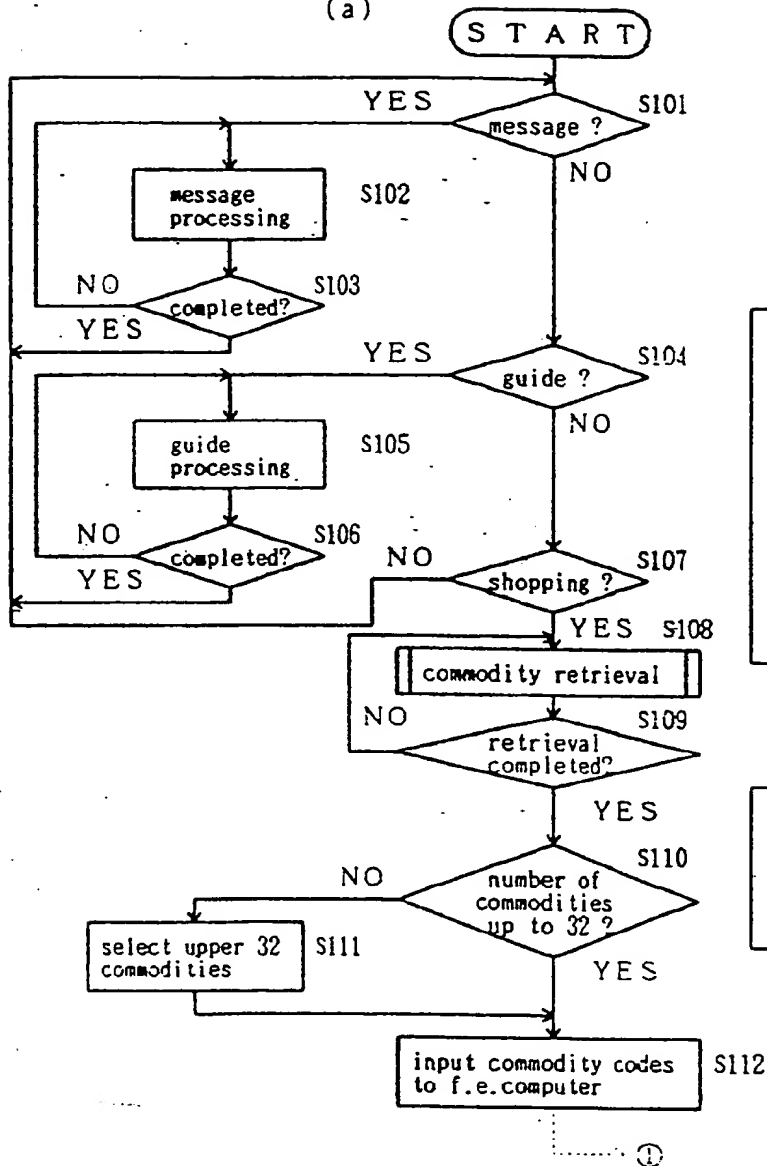 (a)
START
YES
S101
message ?
NO
message
processing
S102
NO
S103
completed?
YES
YES
S104
guide ?
NO
guide
processing
S105
NO
S106
completed?
YES
NO
S107
shopping ?
YES
S108
commodity retrieval
NO
S109
retrieval
completed?
YES
S110
NO
number of
commodities
up to 32 ?
select upper 32
commodities
S111
YES
input commodity codes
to f.e.computer
S112
①